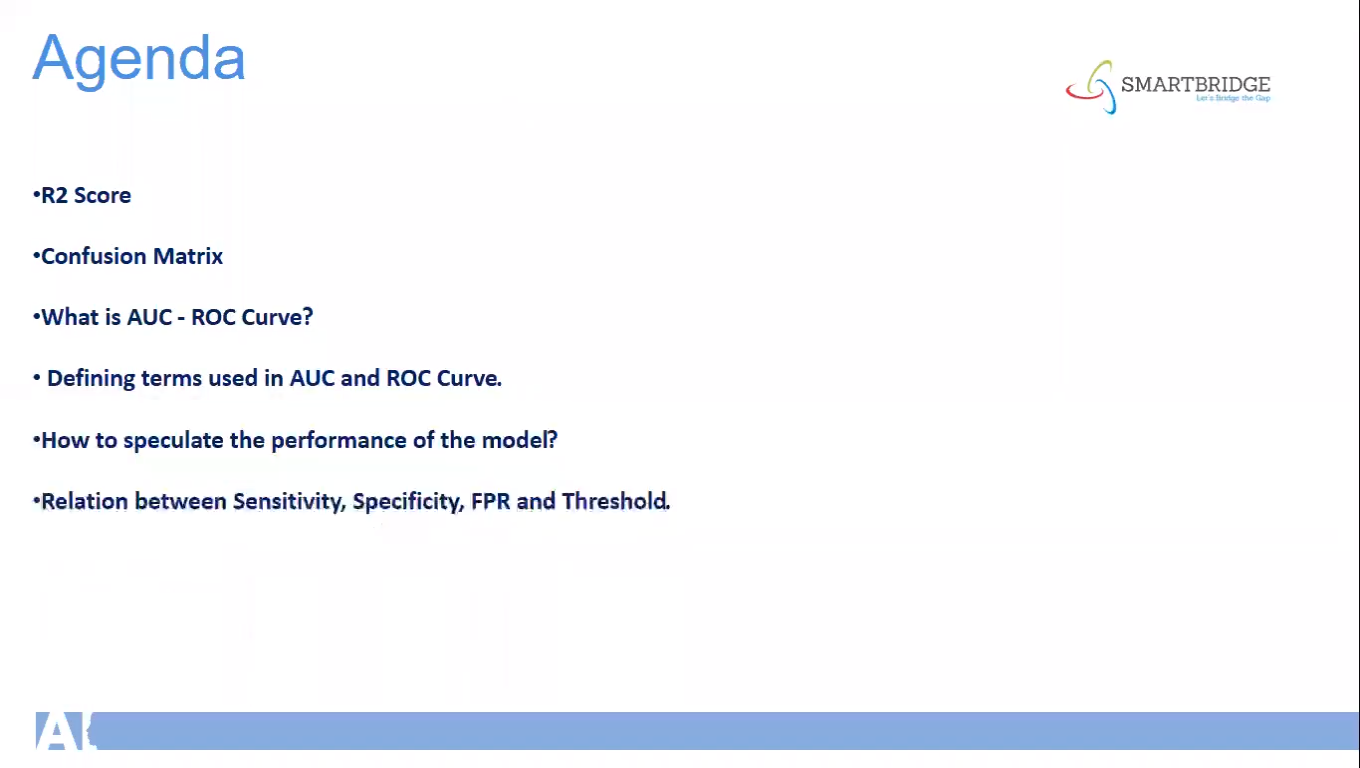 Agenda
SMARTBRIDGE
Let's Bridge the Gap
•R2 Score
•Confusion Matrix
•What is AUC - ROC Curve?
• Defining terms used in AUC and ROC Curve.
•How to speculate the performance of the model?
•Relation between Sensitivity, Specificity, FPR and Threshold.
AI